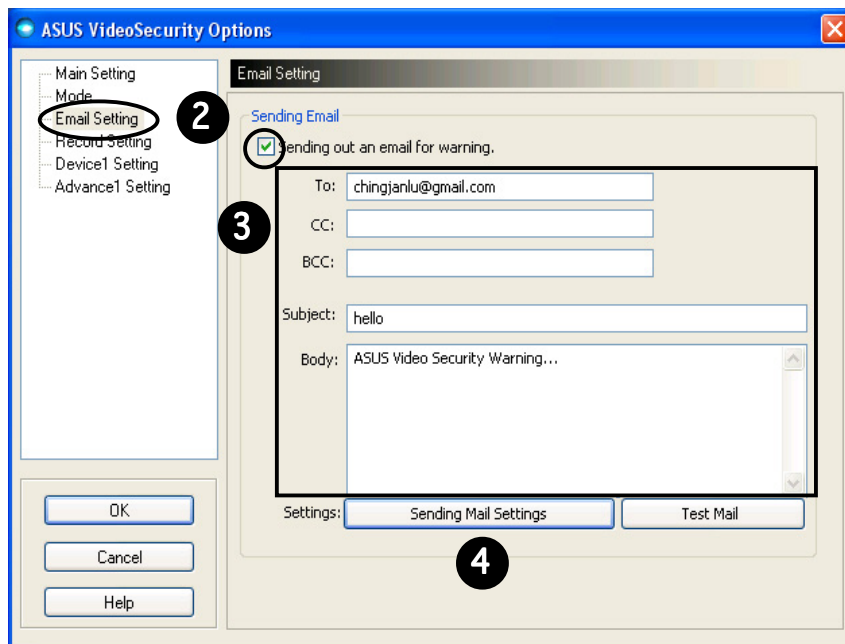 ASUS VideoSecurity Options
Main Setting
Mode
Email Setting
Record Setting
Device1 Setting
Advance1 Setting
2
Email Setting
Sending Email
Sending out an email for warning.
3
To: chingjanlu@gmail.com
CC:
BCC:
Subject: hello
Body: ASUS Video Security Warning...
Settings: Sending Mail Settings Test Mail
4
OK
Cancel
Help